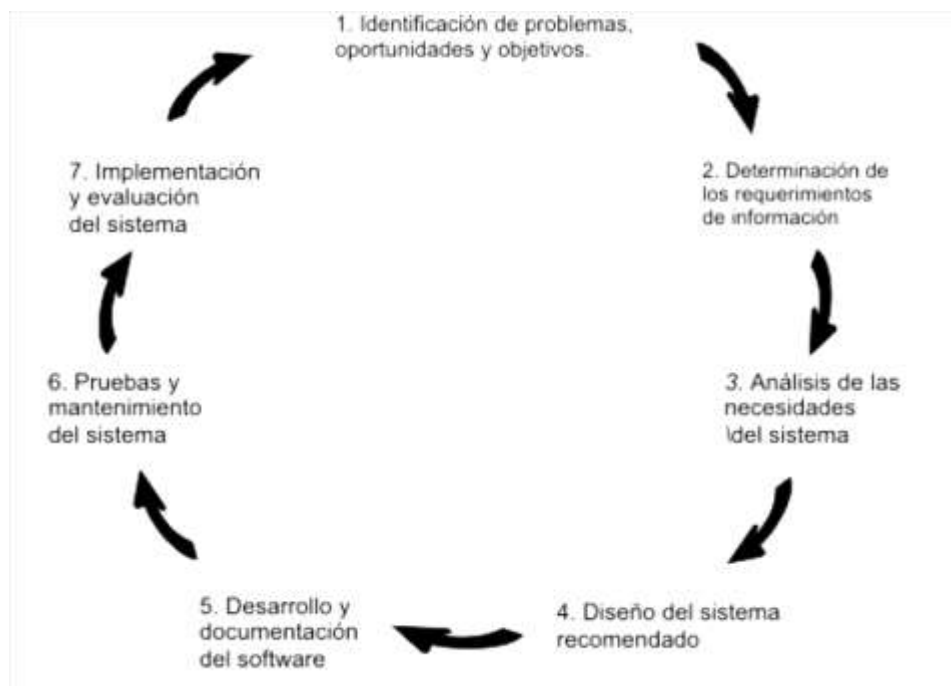 1. Identificación de problemas,
oportunidades y objetivos.
2. Determinación de
los requerimientos
de información
3. Análisis de las
necesidades
\del sistema
4. Diseño del sistema
recomendado
5. Desarrollo y
documentación
del software
6. Pruebas y
mantenimiento
del sistema
7. Implementación
y evaluación
del sistema